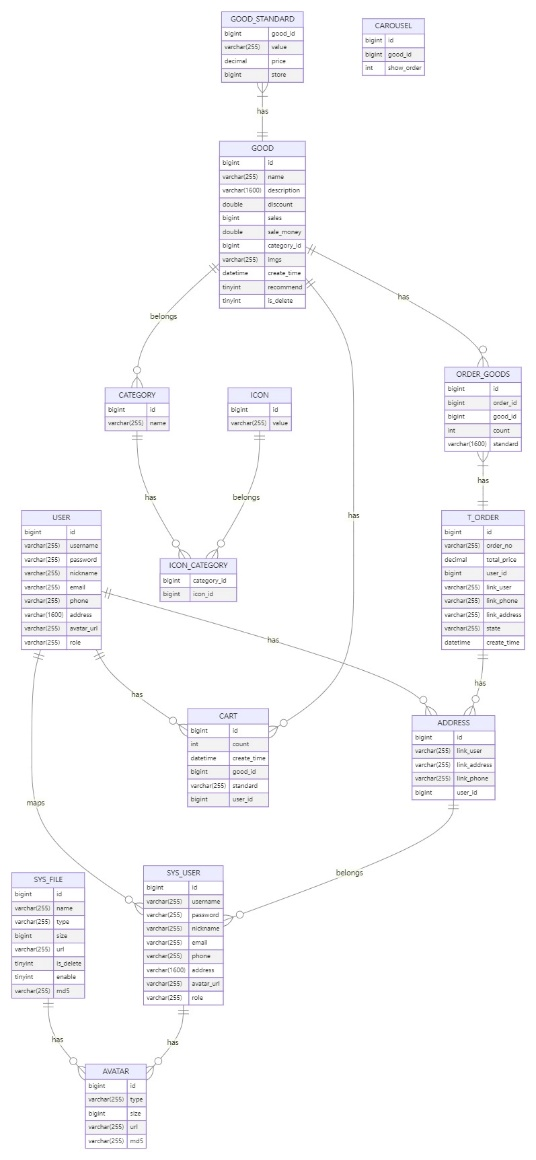 GOOD_STANDARD
bigint good_id
varchar(255) value
decimal price
bigint store
CAROUSEL
bigint id
bigint good_id
int show_order
has
GOOD
bigint id
varchar(255) name
varchar(1600) description
double discount
bigint sales
double sale_money
bigint category_id
varchar(255) imgs
datetime create_time
tinyint recommend
tinyint is_delete
belongs
has
CATEGORY
bigint id
varchar(255) name
ICON
bigint id
varchar(255) value
ORDER_GOODS
bigint id
bigint order_id
bigint good_id
int count
varchar(1600) standard
has
belongs
has
has
USER
bigint id
varchar(255) username
varchar(255) password
varchar(255) nickname
varchar(255) email
varchar(255) phone
varchar(1600) address
varchar(255) avatar_url
varchar(255) role
ICON_CATEGORY
bigint category_id
bigint icon_id
T_ORDER
bigint id
varchar(255) order_no
decimal total_price
bigint user_id
varchar(255) link_user
varchar(255) link_phone
varchar(255) link_address
varchar(255) state
datetime create_time
has
has
has
CART
bigint id
int count
datetime create_time
bigint good_id
varchar(255) standard
bigint user_id
ADDRESS
bigint id
varchar(255) link_user
varchar(255) link_address
varchar(255) link_phone
bigint user_id
maps
belongs
SYS_FILE
bigint id
varchar(255) name
varchar(255) type
bigint size
varchar(255) url
tinyint is_delete
tinyint enable
varchar(255) md5
SYS_USER
bigint id
varchar(255) username
varchar(255) password
varchar(255) nickname
varchar(255) email
varchar(255) phone
varchar(1600) address
varchar(255) avatar_url
varchar(255) role
has
has
AVATAR
bigint id
varchar(255) type
bigint size
varchar(255) url
varchar(255) md5